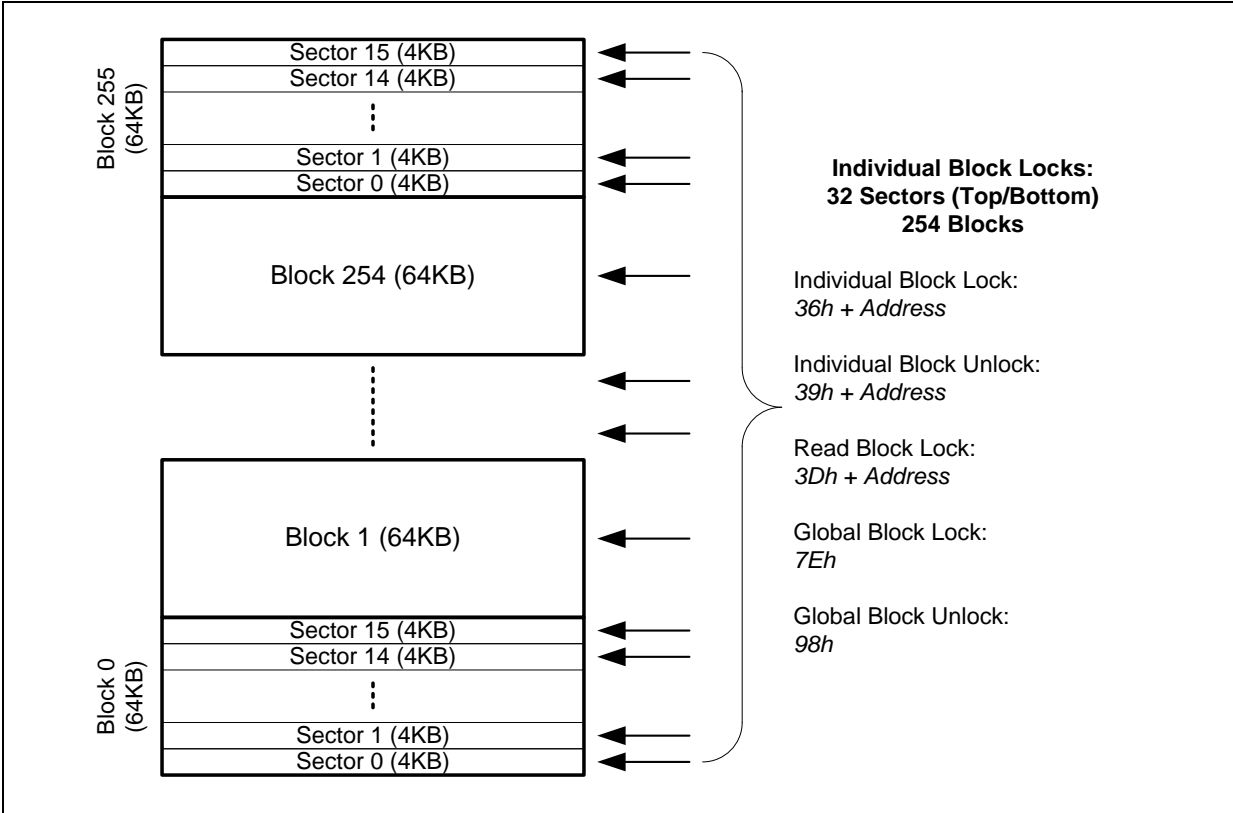 Block 255
(64KB)
Sector 15 (4KB)
Sector 14 (4KB)
Sector 1 (4KB)
Sector 0 (4KB)
Block 254 (64KB)
Block 1 (64KB)
Block 0
(64KB)
Sector 15 (4KB)
Sector 14 (4KB)
Sector 1 (4KB)
Sector 0 (4KB)
Individual Block Locks:
32 Sectors (Top/Bottom)
254 Blocks
Individual Block Lock:
36h + Address
Individual Block Unlock:
39h + Address
Read Block Lock:
3Dh + Address
Global Block Lock:
7Eh
Global Block Unlock:
98h